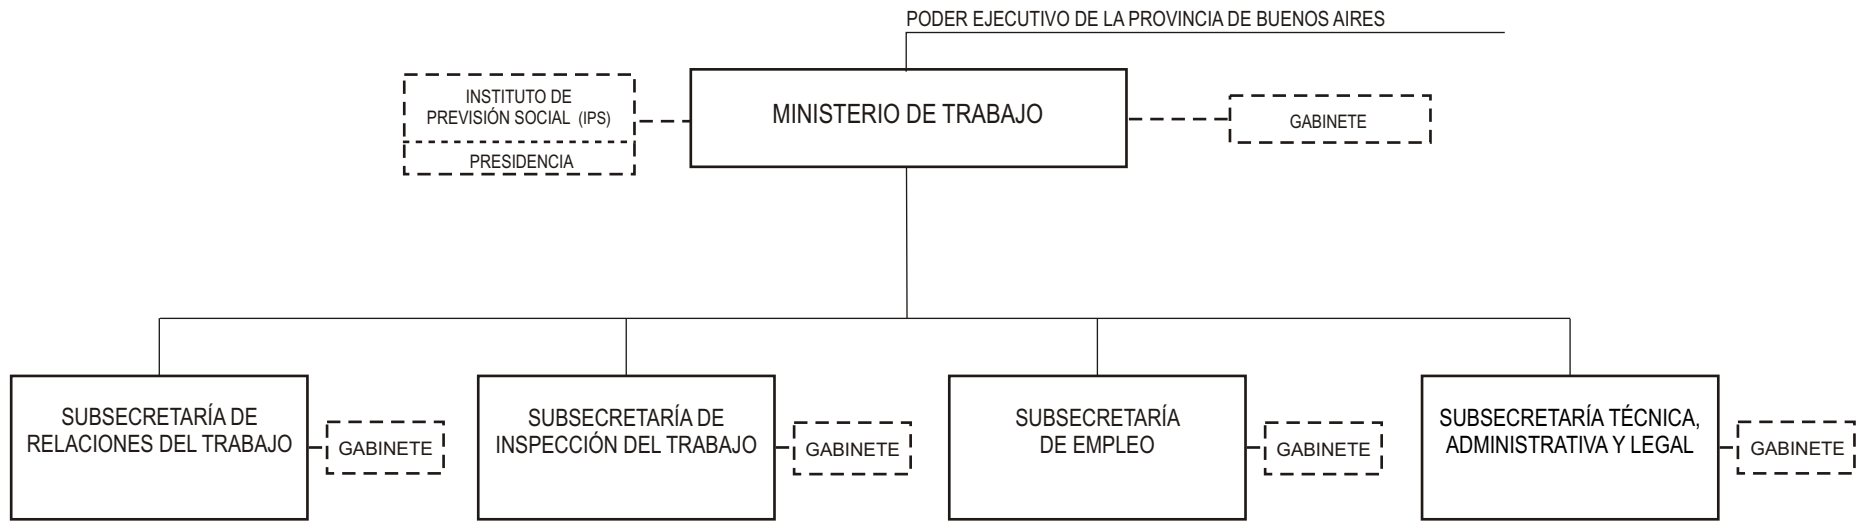 PODER EJECUTIVO DE LA PROVINCIA DE BUENOS AIRES
INSTITUTO DE
PREVISIÓN SOCIAL (IPS)
PRESIDENCIA
MINISTERIO DE TRABAJO
GABINETE
SUBSECRETARÍA DE
RELACIONES DEL TRABAJO
GABINETE
SUBSECRETARÍA DE
INSPECCIÓN DEL TRABAJO
GABINETE
SUBSECRETARÍA
DE EMPLEO
GABINETE
SUBSECRETARÍA TÉCNICA,
ADMINISTRATIVA Y LEGAL
GABINETE